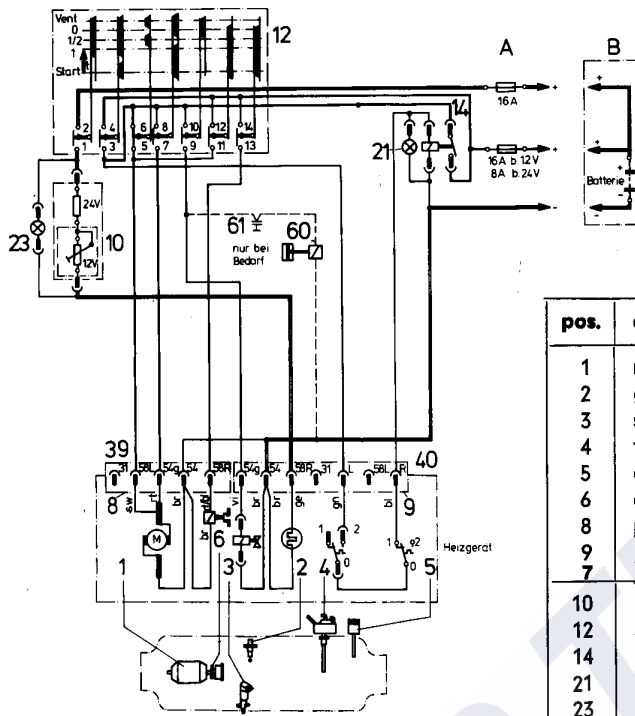 Vent
0
1/2
1
Start
12
2 4 6 8 10 12 14
1 3 5 7 9 11 13
A
B
16A
+
+
14
21
16A b. 12V
8A b. 24V
+
+
Batterie
-
-
23
24V
12V
10
61
nur bei
Bedarf
60
39
31 58L 54g 54 58R 54g 54 58R 31 L 58L R
40
8
9
sw rt br br vi br br ge gn bl
M
6
1 2
0
1 2
0
Heizgerät
1 3 2 4 5
pos.
1
2
3
4
5
6
8
9
7
10
12
14
21
23